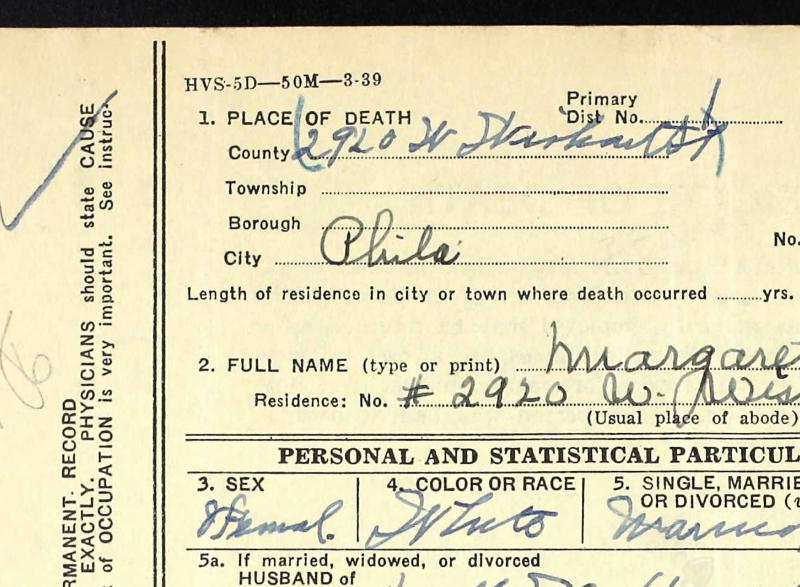 HVS-5D—50M—3-39
Primary
1. PLACE OF DEATH Dist No.
County 2920 W
Township
Borough
City Phila No.
Length of residence in city or town where death occurred yrs.
2. FULL NAME (type or print) Margaret
Residence: No. # 2920 W. Wis
(Usual place of abode)
PERSONAL AND STATISTICAL PARTICUL
3. SEX 4. COLOR OR RACE 5. SINGLE, MARRIE
OR DIVORCED (
Femal. White Married
5a. If married, widowed, or divorced
HUSBAND of
RMANENT. RECORD
EXACTLY. PHYSICIANS should state CAUSE
of OCCUPATION is very important. See instruc-